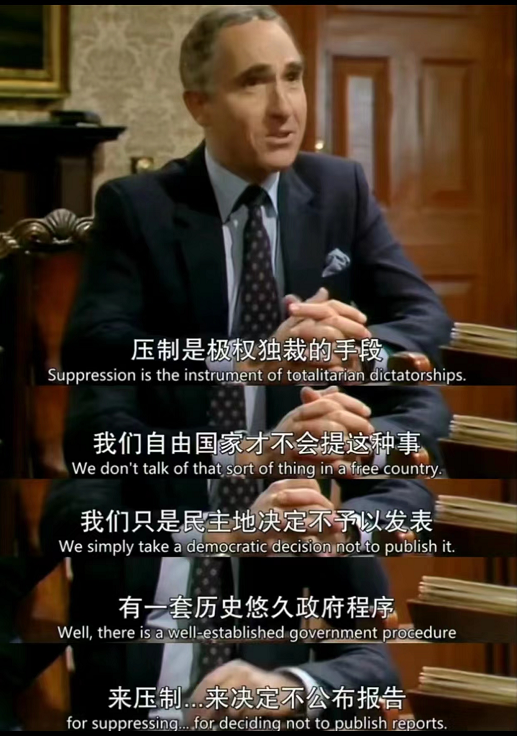 压制是极权独裁的手段
Suppression is the instrument of totalitarian dictatorships.
我们自由国家才不会提这种事
We don't talk of that sort of thing in a free country.
我们只是民主地决定不予以发表
We simply take a democratic decision not to publish it.
有一套历史悠久政府程序
Well, there is a well-established government procedure
来压制...来决定不公布报告
for suppressing... for deciding not to publish reports.